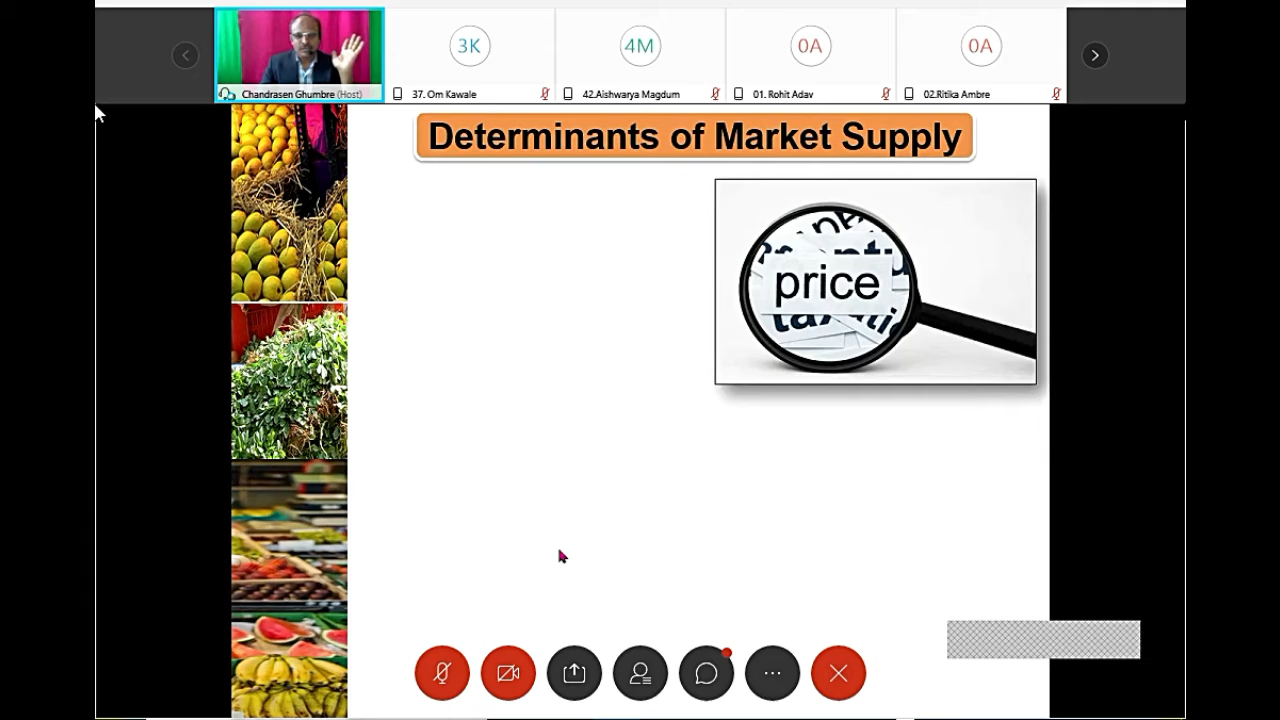 3K
4M
0A
0A
Chandrasen Ghumbre (Host)
37. Om Kawale
42.Aishwarya Magdum
01. Rohit Adav
02.Ritika Ambre
Determinants of Market Supply
price